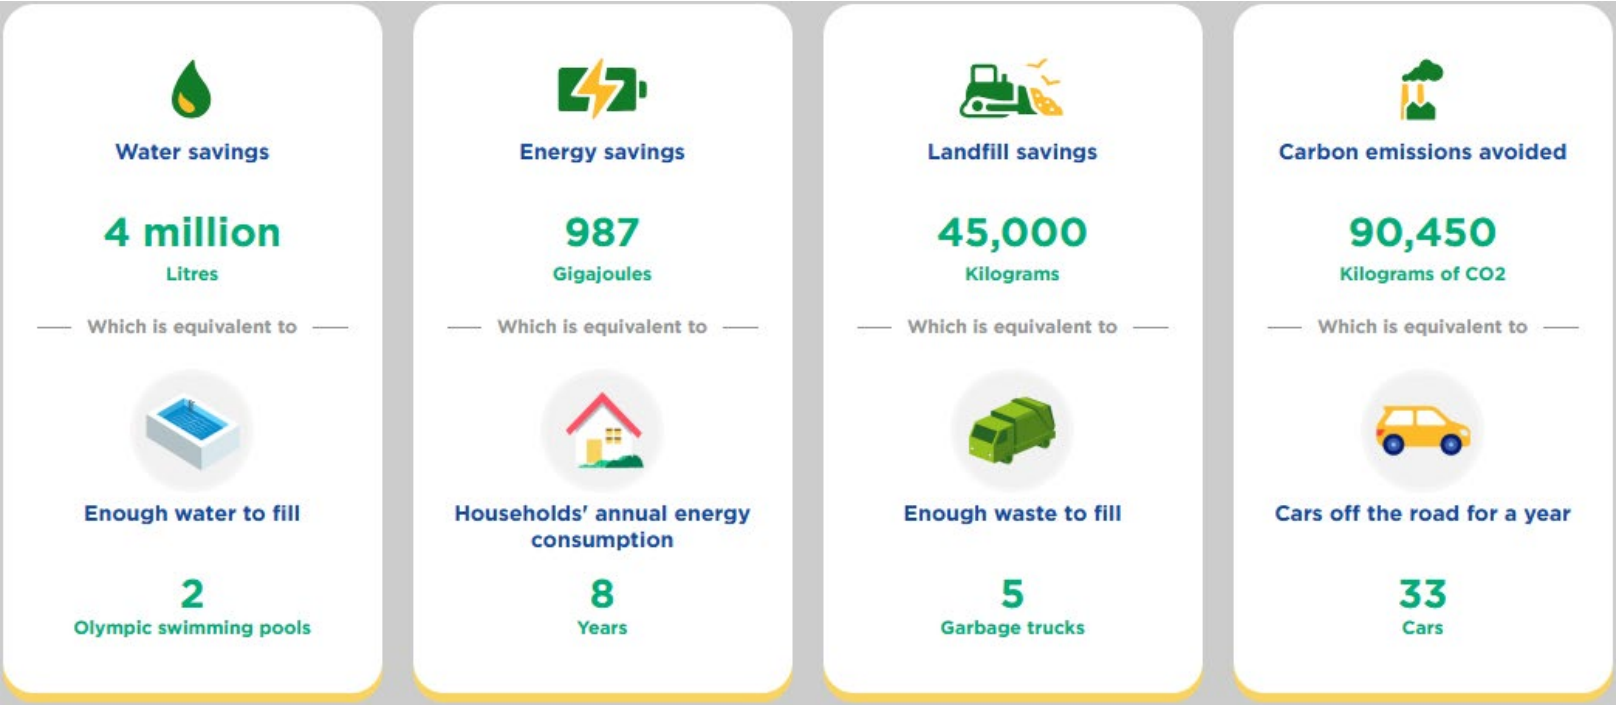 Water savings
4 million
Litres
Which is equivalent to
Enough water to fill
2
Olympic swimming pools
Energy savings
987
Gigajoules
Which is equivalent to
Households' annual energy
consumption
8
Years
Landfill savings
45,000
Kilograms
Which is equivalent to
Enough waste to fill
5
Garbage trucks
Carbon emissions avoided
90,450
Kilograms of CO2
Which is equivalent to
Cars off the road for a year
33
Cars